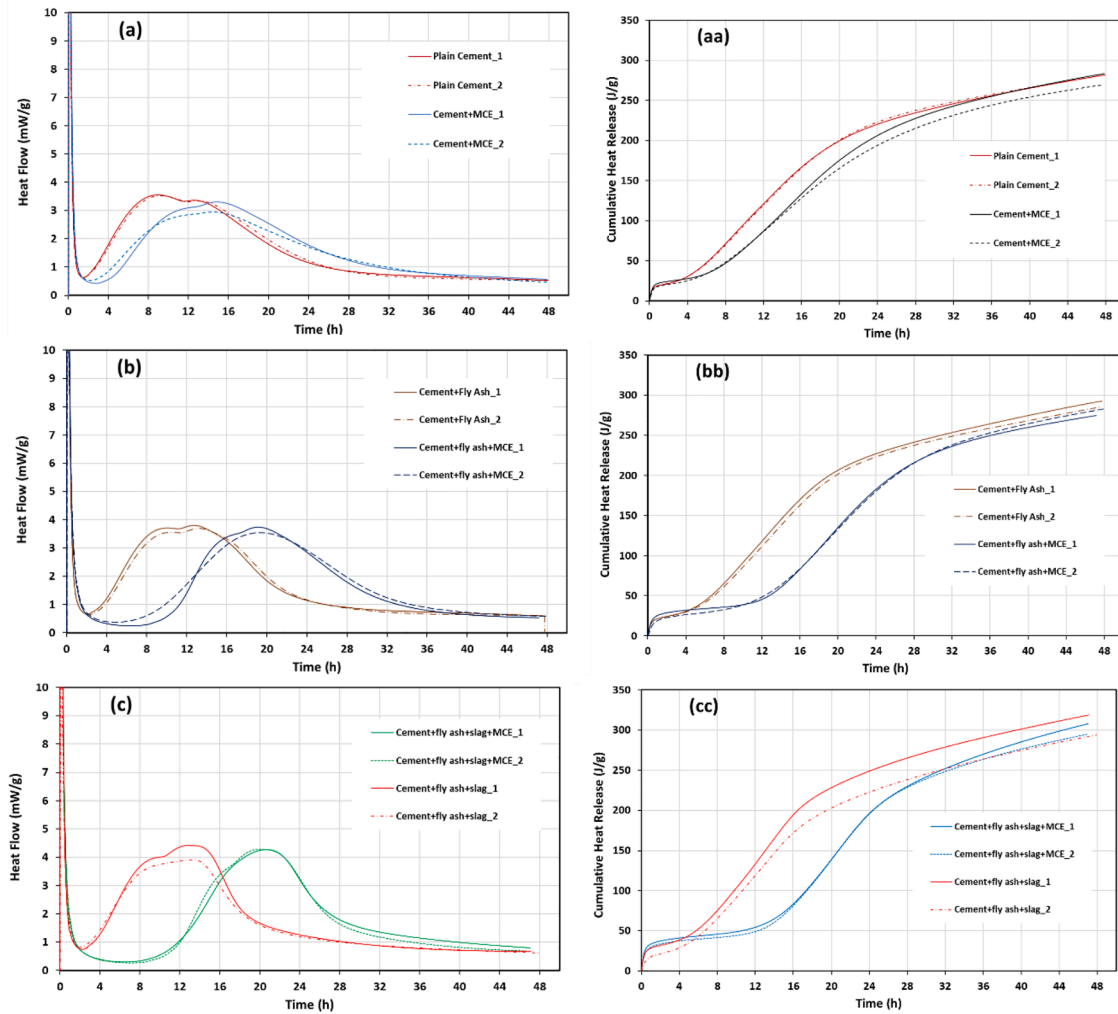 (a)
Heat Flow (mW/g)
10
9
8
7
6
5
4
3
2
1
0
Plain Cement_1
Plain Cement_2
Cement+MCE_1
Cement+MCE_2
0 4 8 12 16 20 24 28 32 36 40 44 48
Time (h)
(aa)
Cumulative Heat Release (J/g)
350
300
250
200
150
100
50
0
Plain Cement_1
Plain Cement_2
Cement+MCE_1
Cement+MCE_2
0 4 8 12 16 20 24 28 32 36 40 44 48
Time (h)
(b)
Heat Flow (mW/g)
10
9
8
7
6
5
4
3
2
1
0
Cement+Fly Ash_1
Cement+Fly Ash_2
Cement+fly ash+MCE_1
Cement+fly ash+MCE_2
0 4 8 12 16 20 24 28 32 36 40 44 48
Time (h)
(bb)
Cumulative Heat Release (J/g)
350
300
250
200
150
100
50
0
Cement+Fly Ash_1
Cement+Fly Ash_2
Cement+fly ash+MCE_1
Cement+fly ash+MCE_2
0 4 8 12 16 20 24 28 32 36 40 44 48
Time (h)
(c)
Heat Flow (mW/g)
10
9
8
7
6
5
4
3
2
1
0
Cement+fly ash+slag+MCE_1
Cement+fly ash+slag+MCE_2
Cement+fly ash+slag_1
Cement+fly ash+slag_2
0 4 8 12 16 20 24 28 32 36 40 44 48
Time (h)
(cc)
Cumulative Heat Release (J/g)
350
300
250
200
150
100
50
0
Cement+fly ash+slag+MCE_1
Cement+fly ash+slag+MCE_2
Cement+fly ash+slag_1
Cement+fly ash+slag_2
0 4 8 12 16 20 24 28 32 36 40 44 48
Time (h)